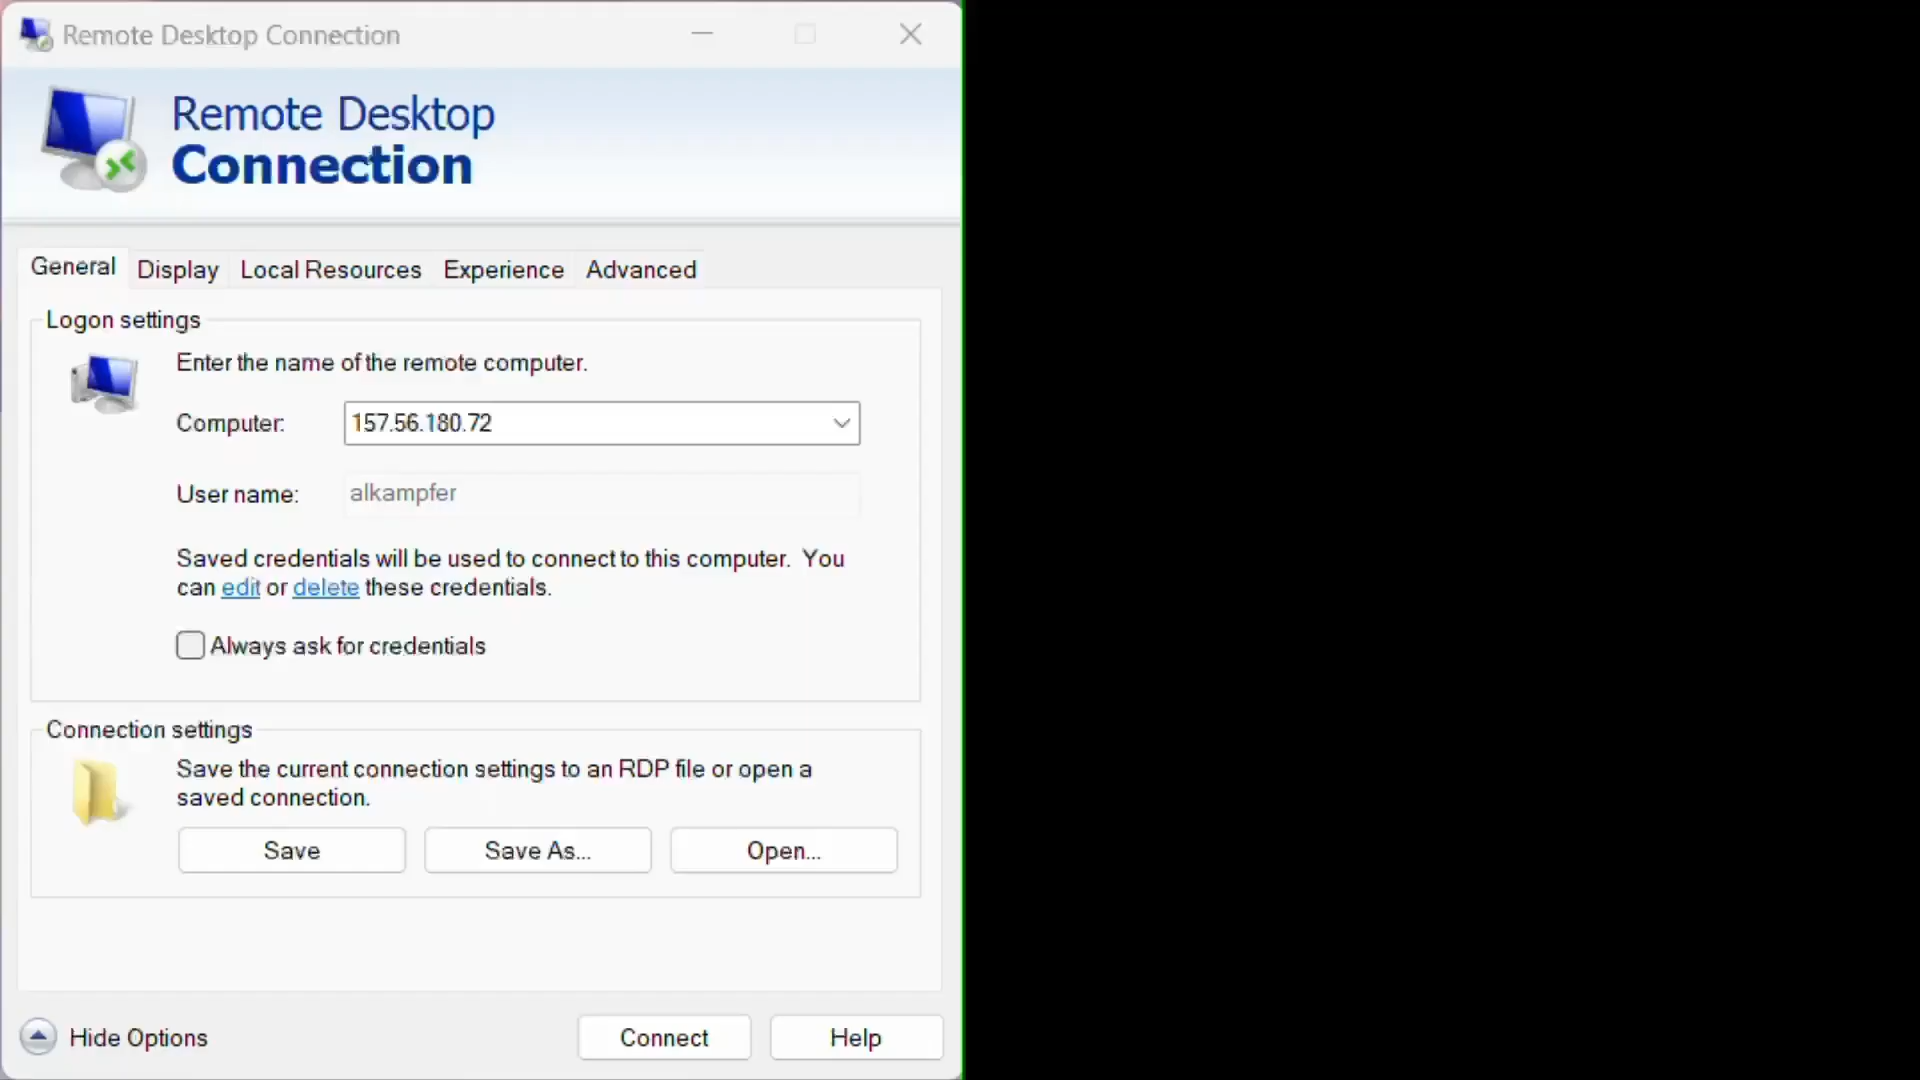 Remote Desktop Connection
Remote Desktop
Connection
General Display Local Resources Experience Advanced
Logon settings
Enter the name of the remote computer.
Computer: 157.56.180.72
User name: alkampfer
Saved credentials will be used to connect to this computer. You
can edit or delete these credentials.
Always ask for credentials
Connection settings
Save the current connection settings to an RDP file or open a
saved connection.
Save Save As... Open...
Hide Options Connect Help